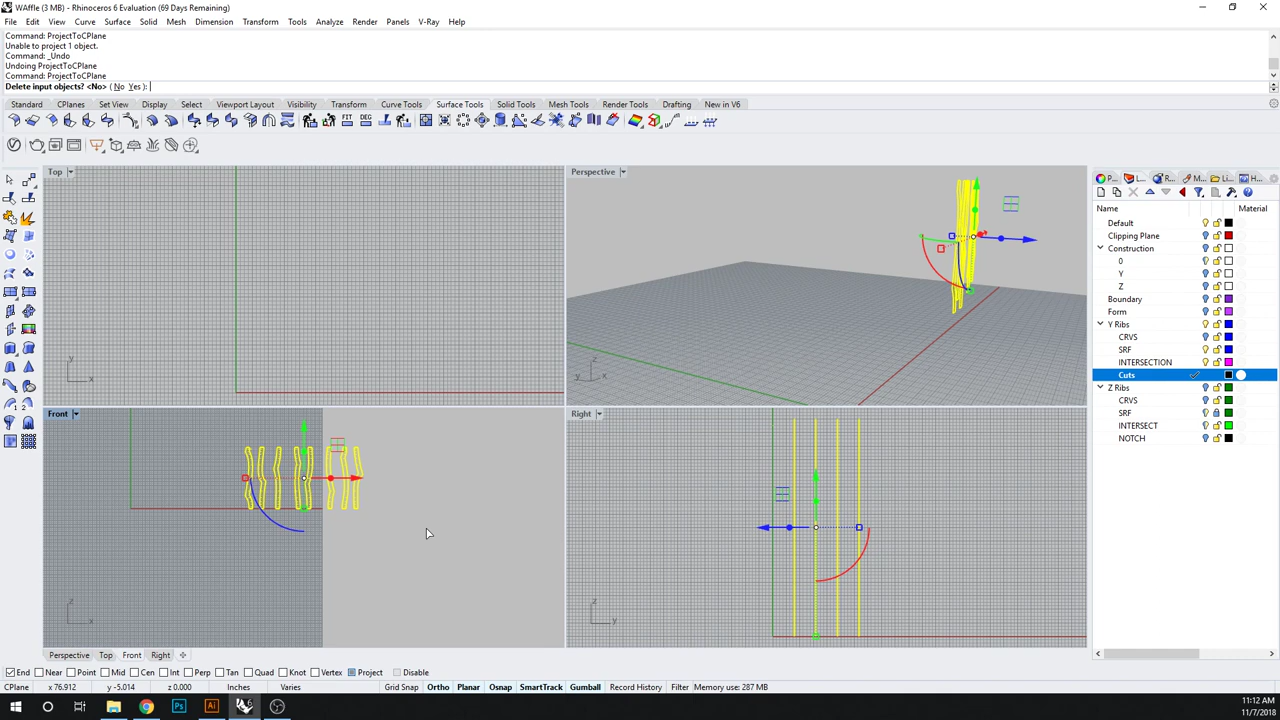 WAffle (3 MB) - Rhinoceros 6 Evaluation (69 Days Remaining)
File Edit View Curve Surface Solid Mesh Dimension Transform Tools Analyze Render Panels V-Ray Help
Command: ProjectToCPlane
Unable to project 1 object.
Command: _Undo
Undoing ProjectToCPlane
Command: ProjectToCPlane
Delete input objects? <No> ( No Yes ):
Standard CPlanes Set View Display Select Viewport Layout Visibility Transform Curve Tools Surface Tools Solid Tools Mesh Tools Render Tools Drafting New in V6
FIT DEG
Top Perspective
P... L... R... M... Li... H...
Name Material
Default
Clipping Plane
Construction
0
Y
Z
Boundary
Form
Y Ribs
CRVS
SRF
INTERSECTION
Cuts
Z Ribs
CRVS
SRF
INTERSECT
NOTCH
y x
z y x
Front Right
z x
z y
Perspective Top Front Right
End Near Point Mid Cen Int Perp Tan Quad Knot Vertex Project Disable
CPlane x 76.912 y -5.014 z 0.000 Inches Varies Grid Snap Ortho Planar Osnap SmartTrack Gumball Record History Filter Memory use: 287 MB
Ps Ai
11:12 AM
11/7/2018